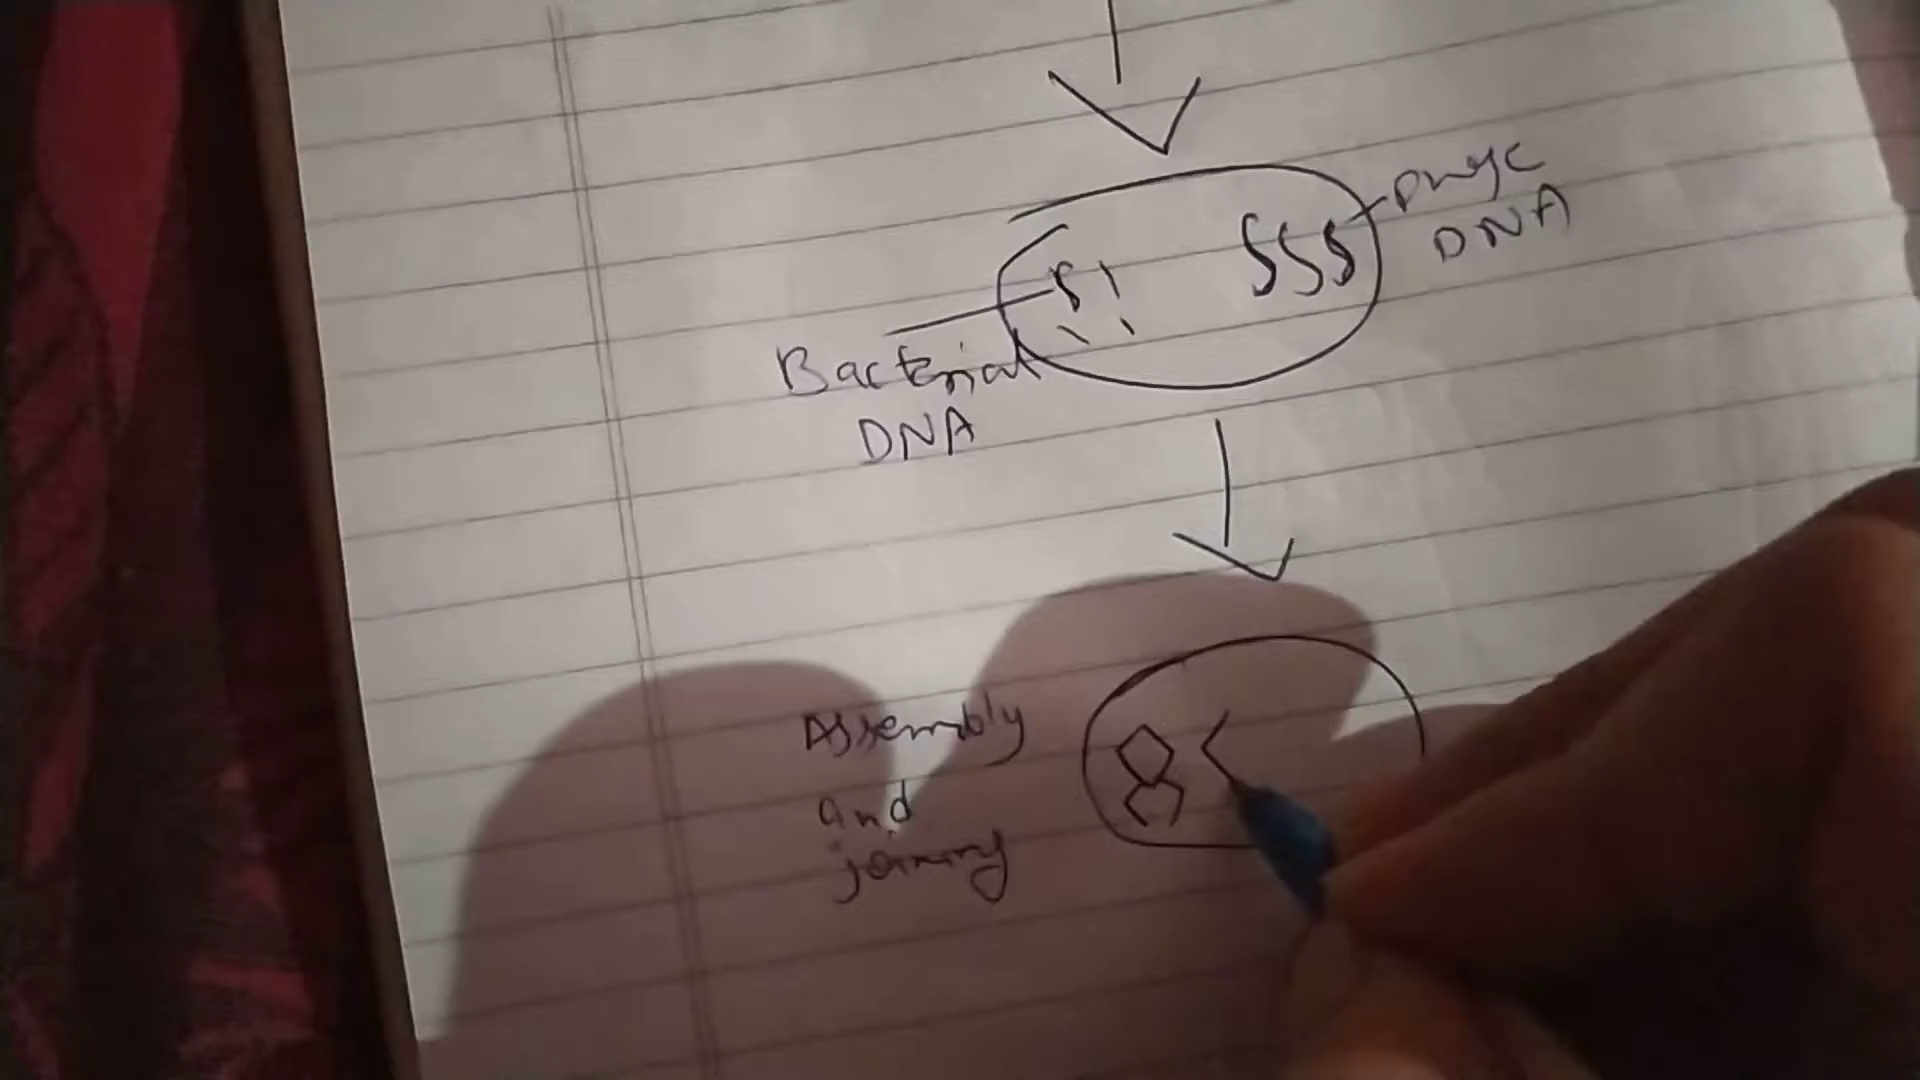 phage
DNA
Bacterial
DNA
Assembly
and
joining